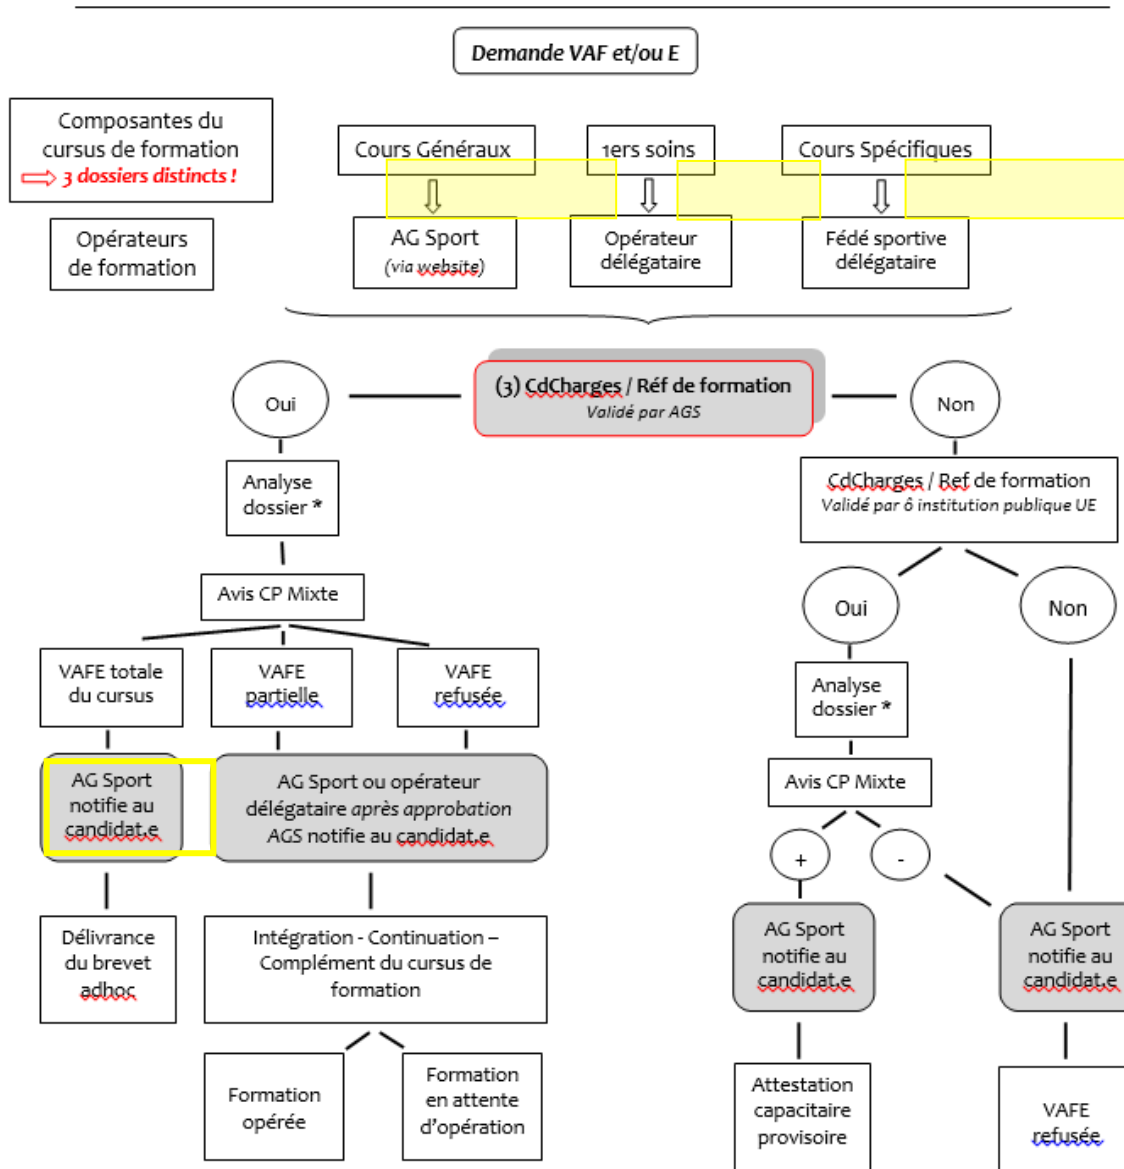 Demande VAF et/ou E
Composantes du
cursus de formation
3 dossiers distincts !
Cours Généraux
1ers soins
Cours Spécifiques
Opérateurs
de formation
AG Sport
(via website)
Opérateur
délégataire
Fédé sportive
délégataire
(3) CdCharges / Réf de formation
Validé par AGS
Oui
Non
Analyse
dossier *
CdCharges / Ref de formation
Validé par ô institution publique UE
Avis CP Mixte
Oui
Non
VAFE totale
du cursus
VAFE
partielle
VAFE
refusée
Analyse
dossier *
AG Sport
notifie au
candidat.e
AG Sport ou opérateur
délégataire après approbation
AGS notifie au candidat.e
Avis CP Mixte
+
-
Délivrance
du brevet
adhoc
Intégration - Continuation –
Complément du cursus de
formation
AG Sport
notifie au
candidat.e
AG Sport
notifie au
candidat.e
Formation
opérée
Formation
en attente
d'opération
Attestation
capacitaire
provisoire
VAFE
refusée